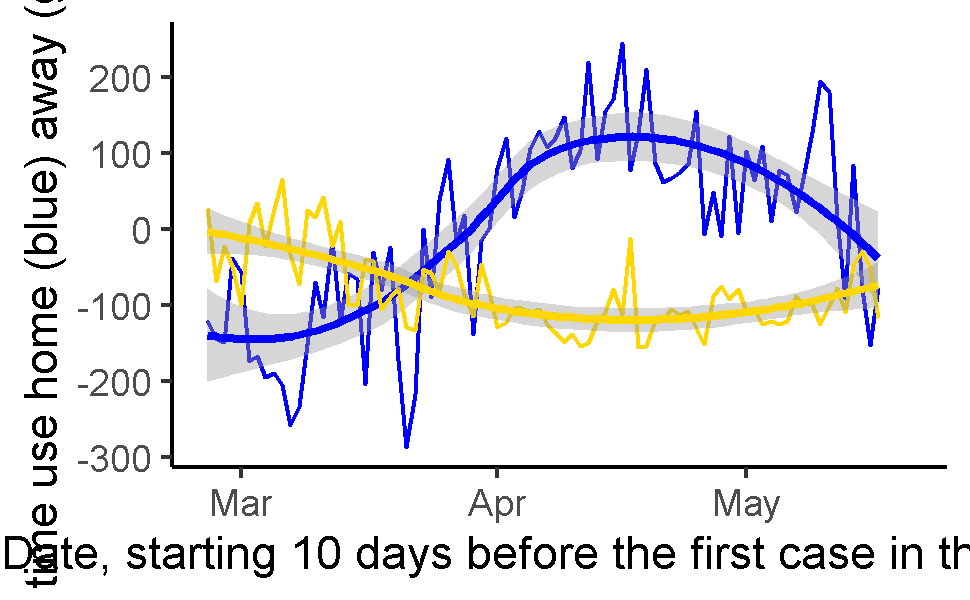 time use home (blue) away (
200
100
0
-100
-200
-300
Mar Apr May
Date, starting 10 days before the first case in th